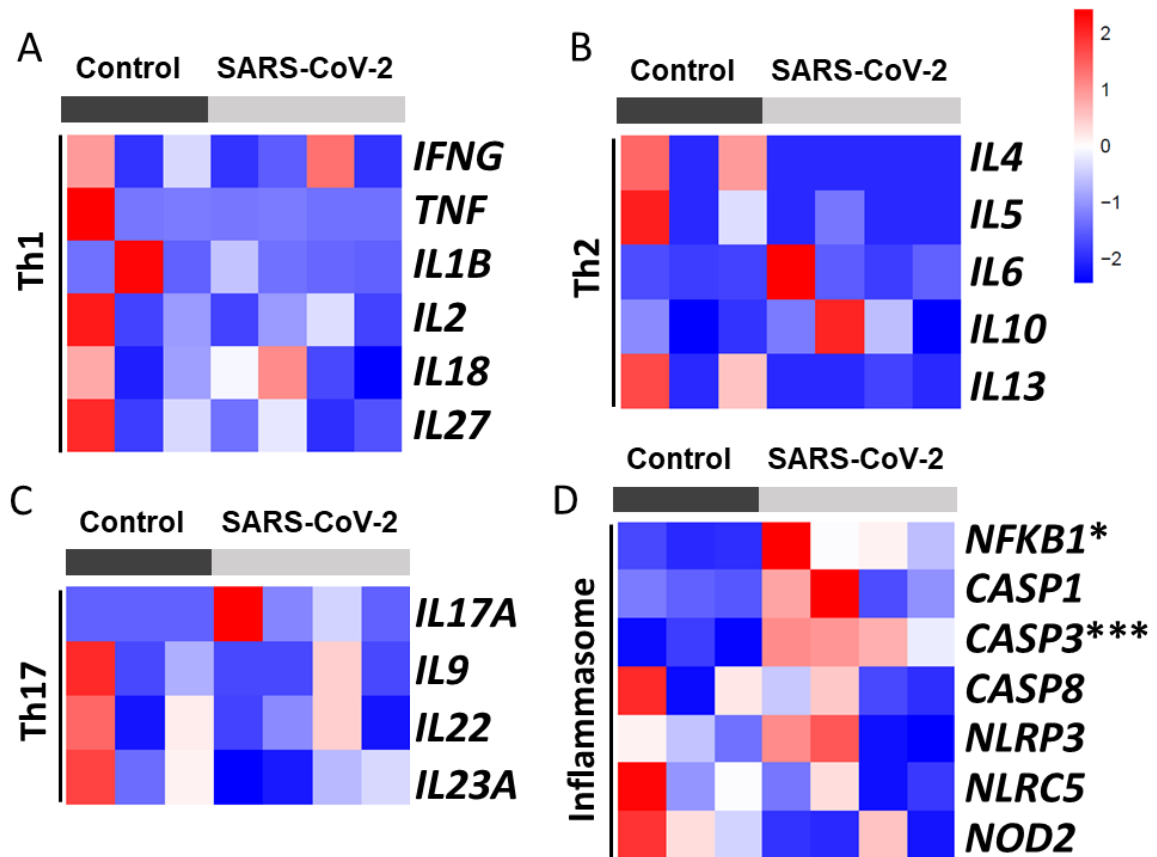 A
Control SARS-CoV-2
Th1
IFNG
TNF
IL1B
IL2
IL18
IL27
B
Control SARS-CoV-2
Th2
IL4
IL5
IL6
IL10
IL13
2
1
0
−1
−2
C
Control SARS-CoV-2
Th17
IL17A
IL9
IL22
IL23A
D
Control SARS-CoV-2
Inflammasome
NFKB1*
CASP1
CASP3***
CASP8
NLRP3
NLRC5
NOD2